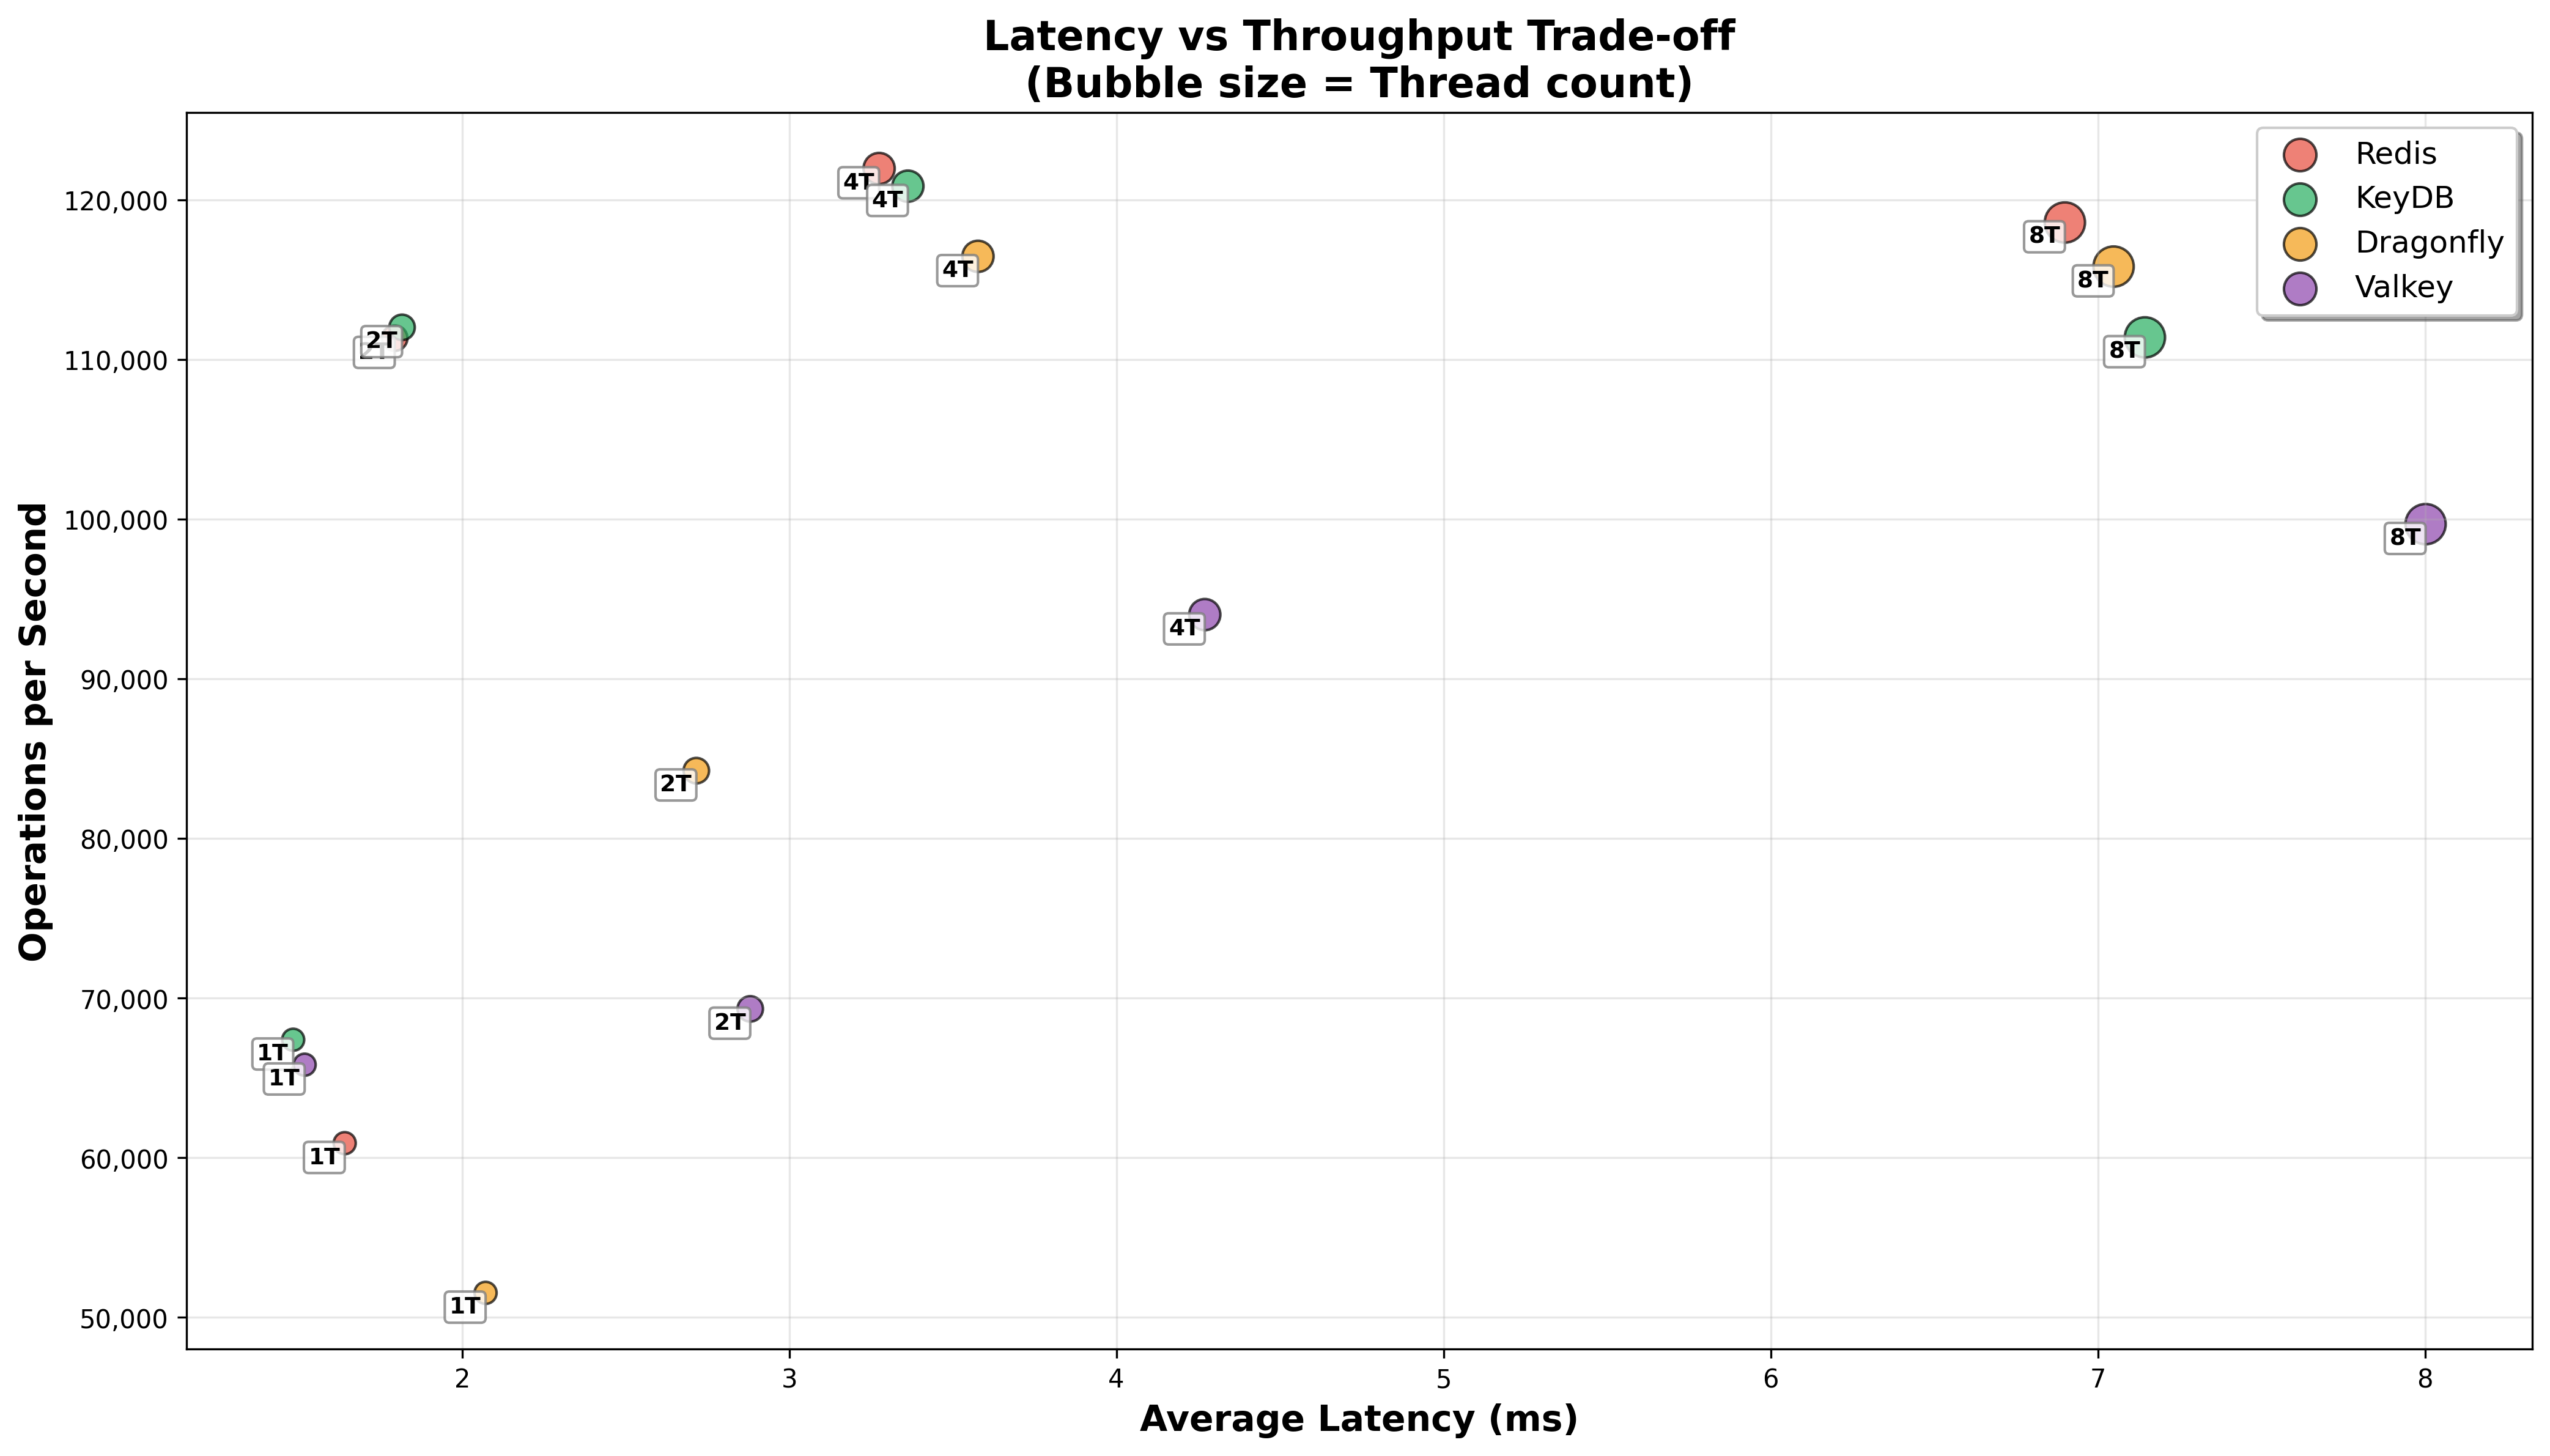 Latency vs Throughput Trade-off
(Bubble size = Thread count)
Redis
KeyDB
Dragonfly
Valkey
Operations per Second
120,000
110,000
100,000
90,000
80,000
70,000
60,000
50,000
4T
4T
4T
8T
8T
8T
2T
2T
8T
4T
2T
2T
1T
1T
1T
1T
2
3
4
5
6
7
8
Average Latency (ms)